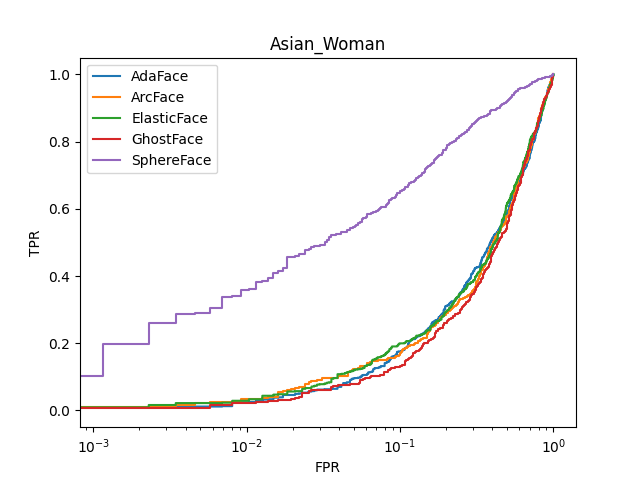 Asian_Woman
AdaFace
ArcFace
ElasticFace
GhostFace
SphereFace
TPR
1.0
0.8
0.6
0.4
0.2
0.0
10⁻³
10⁻²
10⁻¹
10⁰
FPR